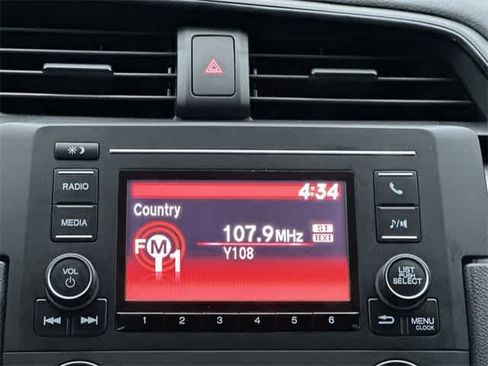 RADIO
MEDIA
VOL
4:34
Country
107.9MHz
ST
TEXT
FM1
Y108
LIST
PUSH
SELECT
MENU
CLOCK
1 2 3 4 5 6